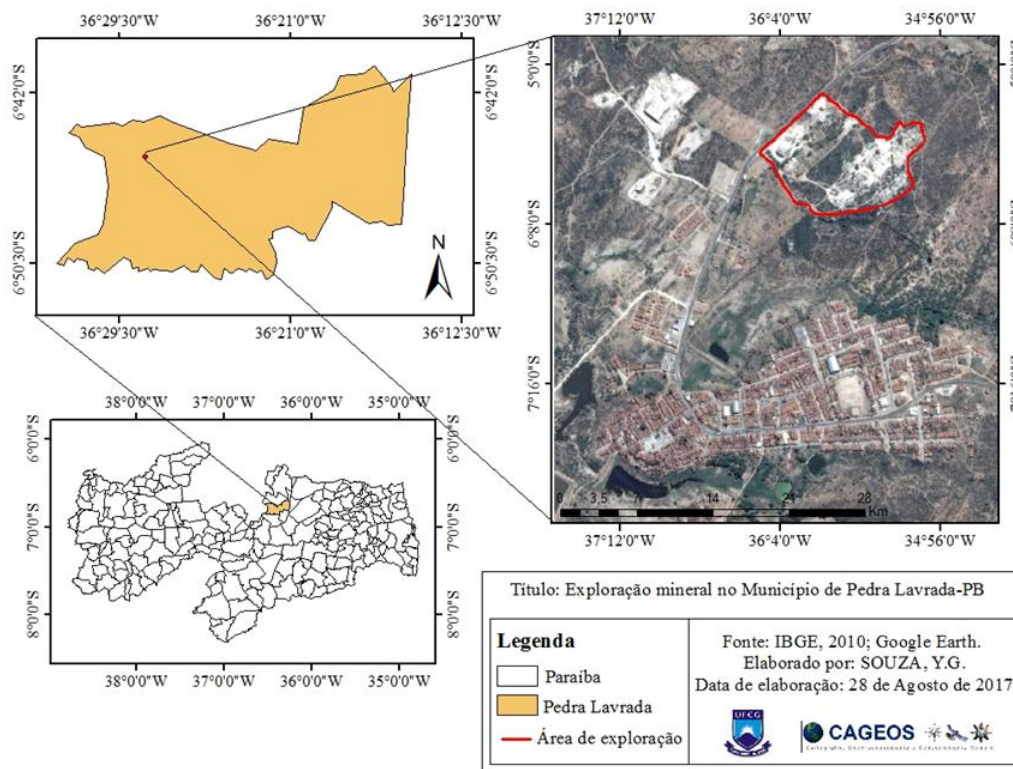 36°29'30"W 36°21'0"W 36°12'30"W
6°42'0"S 6°42'0"S
6°50'30"S 6°50'30"S
N
36°29'30"W 36°21'0"W 36°12'30"W
37°12'0"W 36°4'0"W 34°56'0"W
5°0'0"S
6°8'0"S
7°16'0"S
0 3,5 7 14 21 28
Km
37°12'0"W 36°4'0"W 34°56'0"W
38°0'0"W 37°0'0"W 36°0'0"W 35°0'0"W
6°0'0"S 6°0'0"S
7°0'0"S 7°0'0"S
8°0'0"S 8°0'0"S
38°0'0"W 37°0'0"W 36°0'0"W 35°0'0"W
Título: Exploração mineral no Município de Pedra Lavrada-PB
Legenda
Paraíba
Pedra Lavrada
Área de exploração
Fonte: IBGE, 2010; Google Earth.
Elaborado por: SOUZA, Y.G.
Data de elaboração: 28 de Agosto de 2017
UFCG
CAGEOS